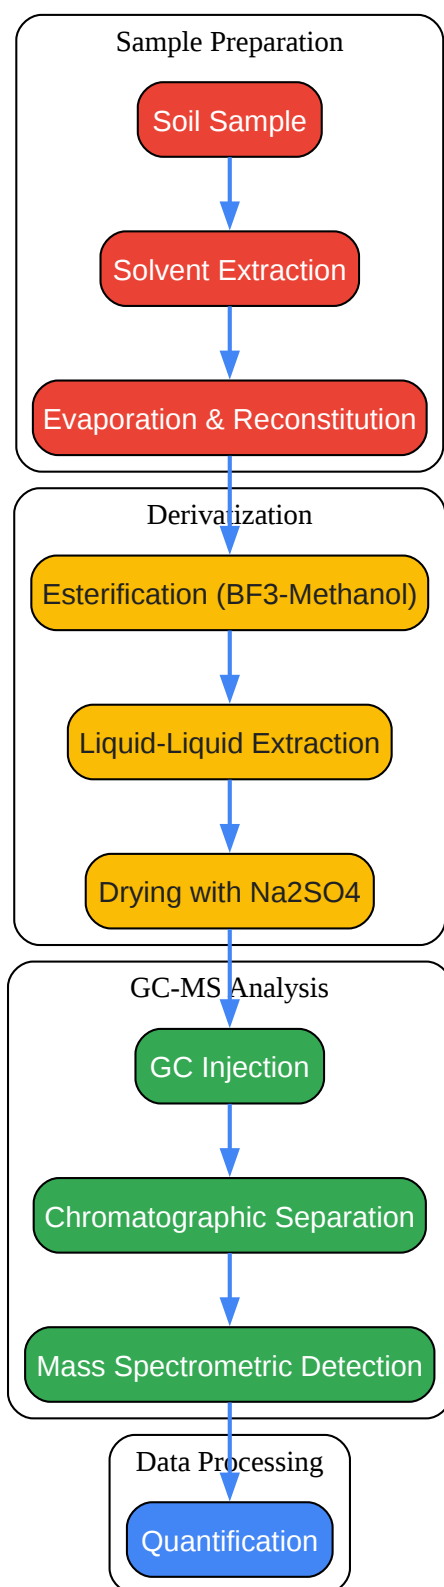 Sample Preparation
Soil Sample
Solvent Extraction
Evaporation & Reconstitution
Derivatization
Esterification (BF3-Methanol)
Liquid-Liquid Extraction
Drying with Na2SO4
GC-MS Analysis
GC Injection
Chromatographic Separation
Mass Spectrometric Detection
Data Processing
Quantification